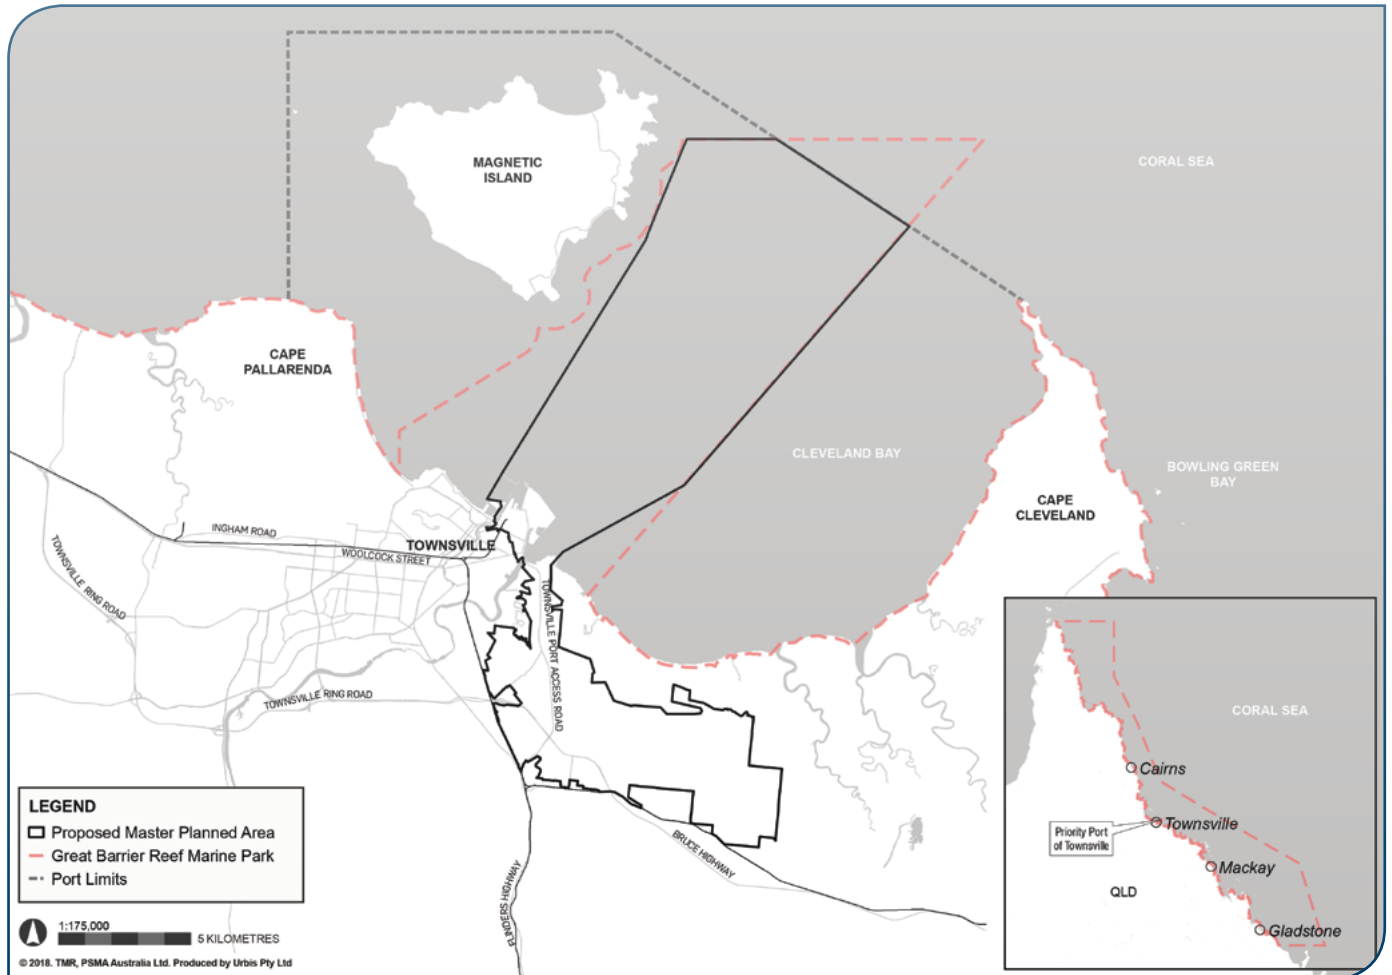 MAGNETIC
ISLAND
CORAL SEA
CAPE
PALLARENDA
CLEVELAND BAY
BOWLING GREEN
BAY
CAPE
CLEVELAND
INGHAM ROAD
WOOLCOCK STREET
TOWNSVILLE
TOWNSVILLE RING ROAD
TOWNSVILLE PORT ACCESS ROAD
TOWNSVILLE RING ROAD
BRUCE HIGHWAY
FLINDERS HIGHWAY
LEGEND
Proposed Master Planned Area
Great Barrier Reef Marine Park
Port Limits
1:175,000
5 KILOMETRES
© 2018. TMR, PSMA Australia Ltd. Produced by Urbis Pty Ltd
CORAL SEA
Cairns
Priority Port
of Townsville
Townsville
Mackay
QLD
Gladstone